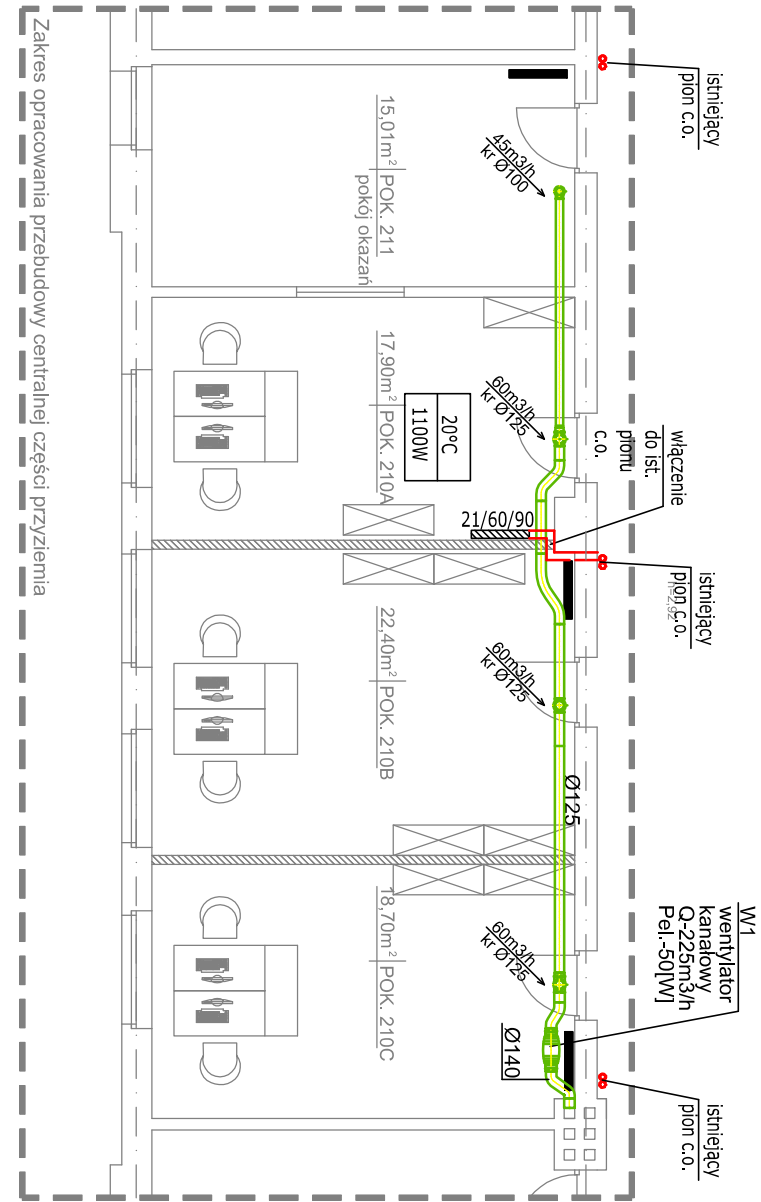 istniejący
pion c.o.
45m3/h
kr Ø100
15,01m² POK. 211
pokój okazań
17,90m² POK. 210A
20°C
1100W
60m3/h
kr Ø125
włączenie
do ist.
pionu
c.o.
21/60/90
istniejący
pion c.o.
h=2,92
22,40m² POK. 210B
60m3/h
kr Ø125
Ø125
W1
wentylator
kanałowy
Q-225m3/h
Pel.-50[W]
18,70m² POK. 210C
60m3/h
kr Ø125
Ø140
istniejący
pion c.o.
Zakres opracowania przebudowy centralnej części przyziemia